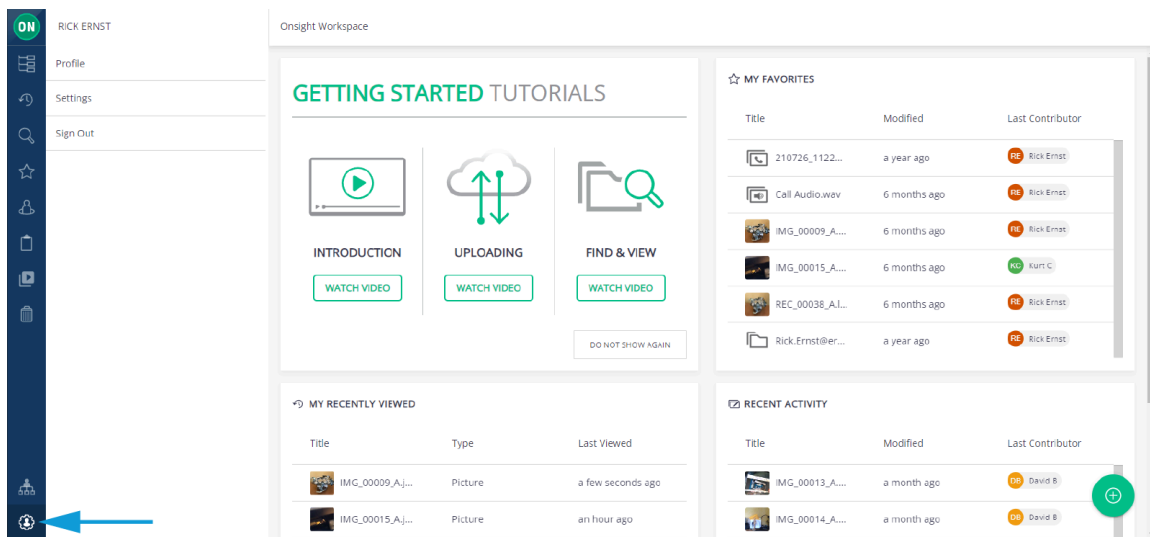 ON
RICK ERNST
Onsight Workspace
Profile
Settings
Sign Out
GETTING STARTED TUTORIALS
INTRODUCTION
UPLOADING
FIND & VIEW
WATCH VIDEO
WATCH VIDEO
WATCH VIDEO
DO NOT SHOW AGAIN
MY FAVORITES
Title Modified Last Contributor
210726_1122... a year ago RE Rick Ernst
Call Audio.wav 6 months ago RE Rick Ernst
IMG_00009_A.... 6 months ago RE Rick Ernst
IMG_00015_A.... 6 months ago KC Kurt C
REC_00038_A.l... 6 months ago RE Rick Ernst
Rick.Ernst@er... a year ago RE Rick Ernst
MY RECENTLY VIEWED
Title Type Last Viewed
IMG_00009_A.j... Picture a few seconds ago
IMG_00015_A.j... Picture an hour ago
RECENT ACTIVITY
Title Modified Last Contributor
IMG_00013_A.... a month ago DB David B
IMG_00014_A.... a month ago DB David B